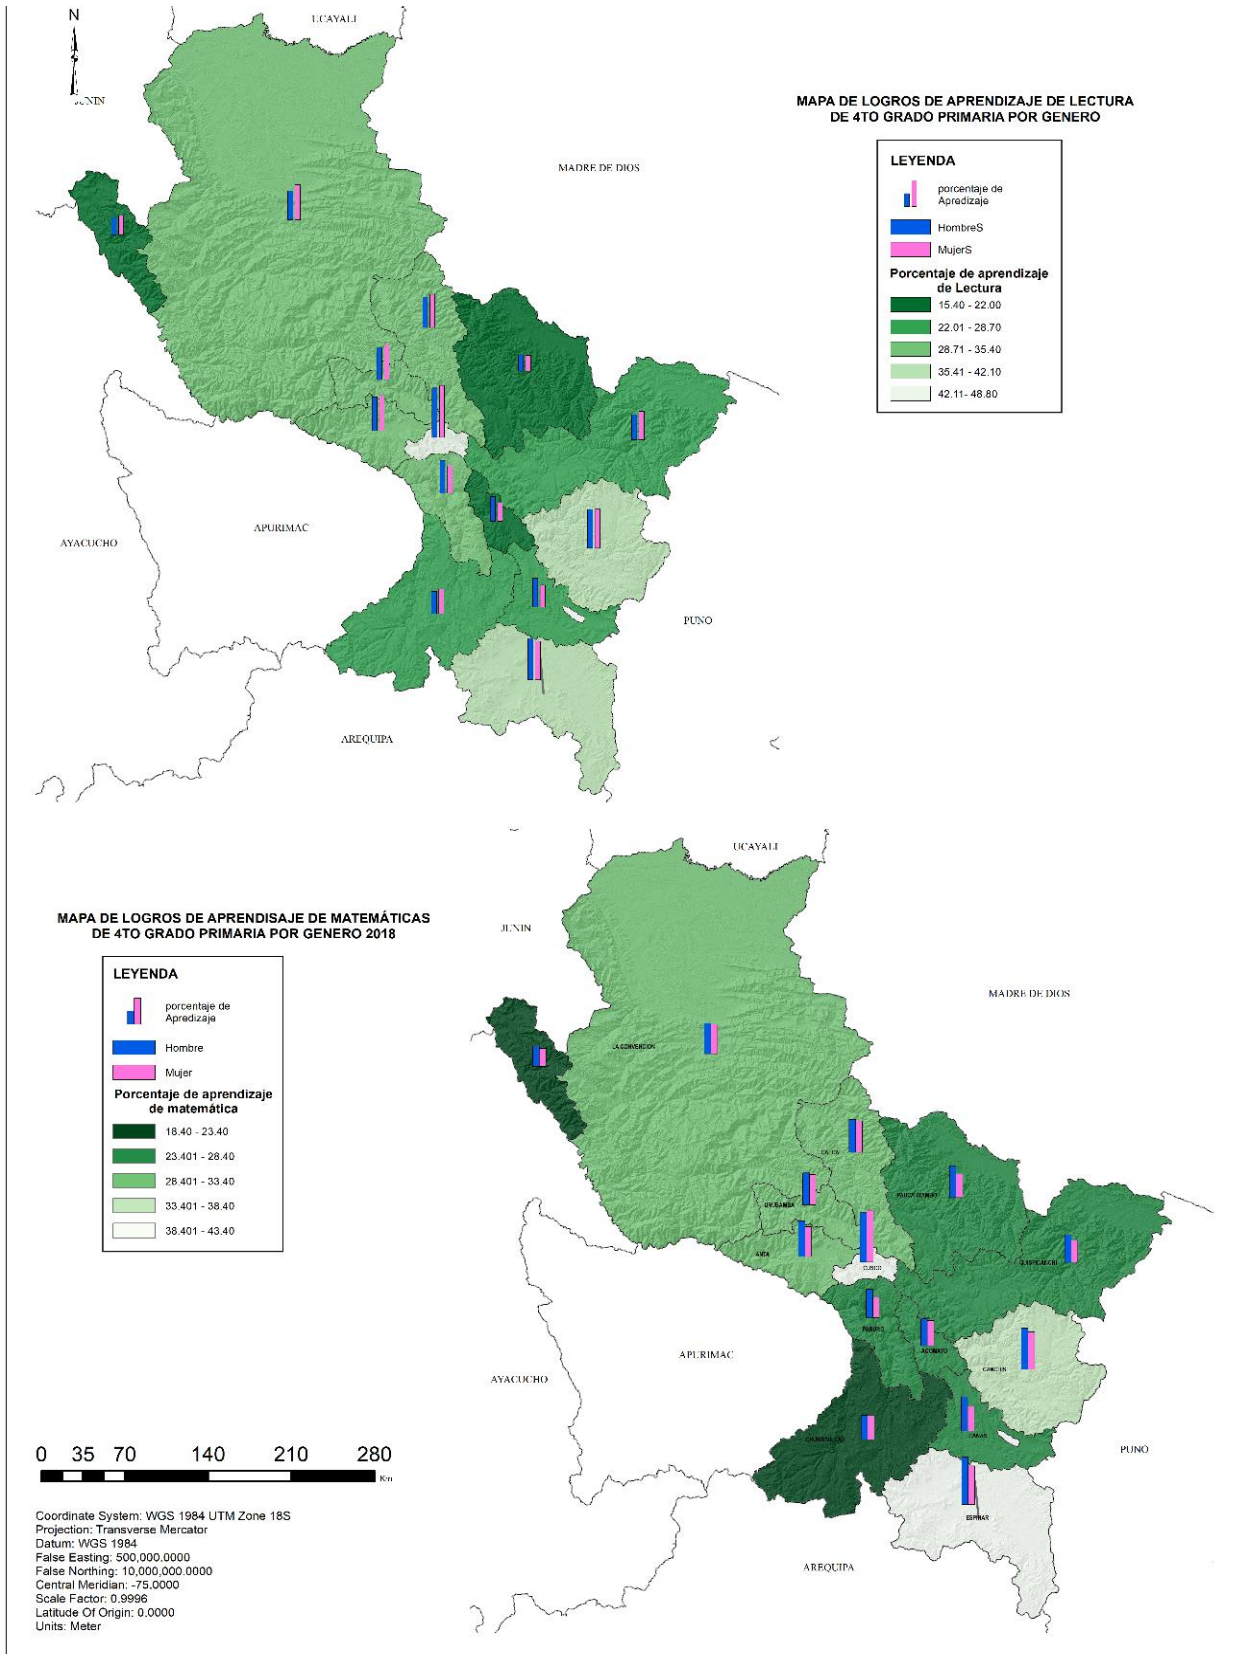 N
UCAYALI
JUNIN
MAPA DE LOGROS DE APRENDIZAJE DE LECTURA
DE 4TO GRADO PRIMARIA POR GENERO
MADRE DE DIOS
LEYENDA
porcentaje de
Apredizaje
HombreS
MujerS
Porcentaje de aprendizaje
de Lectura
15.40 - 22.00
22.01 - 28.70
28.71 - 35.40
35.41 - 42.10
42.11- 48.80
APURIMAC
AYACUCHO
PUNO
AREQUIPA
UCAYALI
MAPA DE LOGROS DE APRENDISAJE DE MATEMÁTICAS
DE 4TO GRADO PRIMARIA POR GENERO 2018
JUNIN
LEYENDA
porcentaje de
Apredizaje
Hombre
Mujer
Porcentaje de aprendizaje
de matemática
18.40 - 23.40
23.401 - 28.40
28.401 - 33.40
33.401 - 38.40
38.401 - 43.40
MADRE DE DIOS
LA CONVENCION
URUBAMBA
ANTA
CUSCO
QUISPICANCHI
PARURO
ACOMAYO
CANAS
ESPINAR
APURIMAC
AYACUCHO
PUNO
AREQUIPA
0 35 70 140 210 280
Km
Coordinate System: WGS 1984 UTM Zone 18S
Projection: Transverse Mercator
Datum: WGS 1984
False Easting: 500,000.0000
False Northing: 10,000,000.0000
Central Meridian: -75.0000
Scale Factor: 0.9996
Latitude Of Origin: 0.0000
Units: Meter